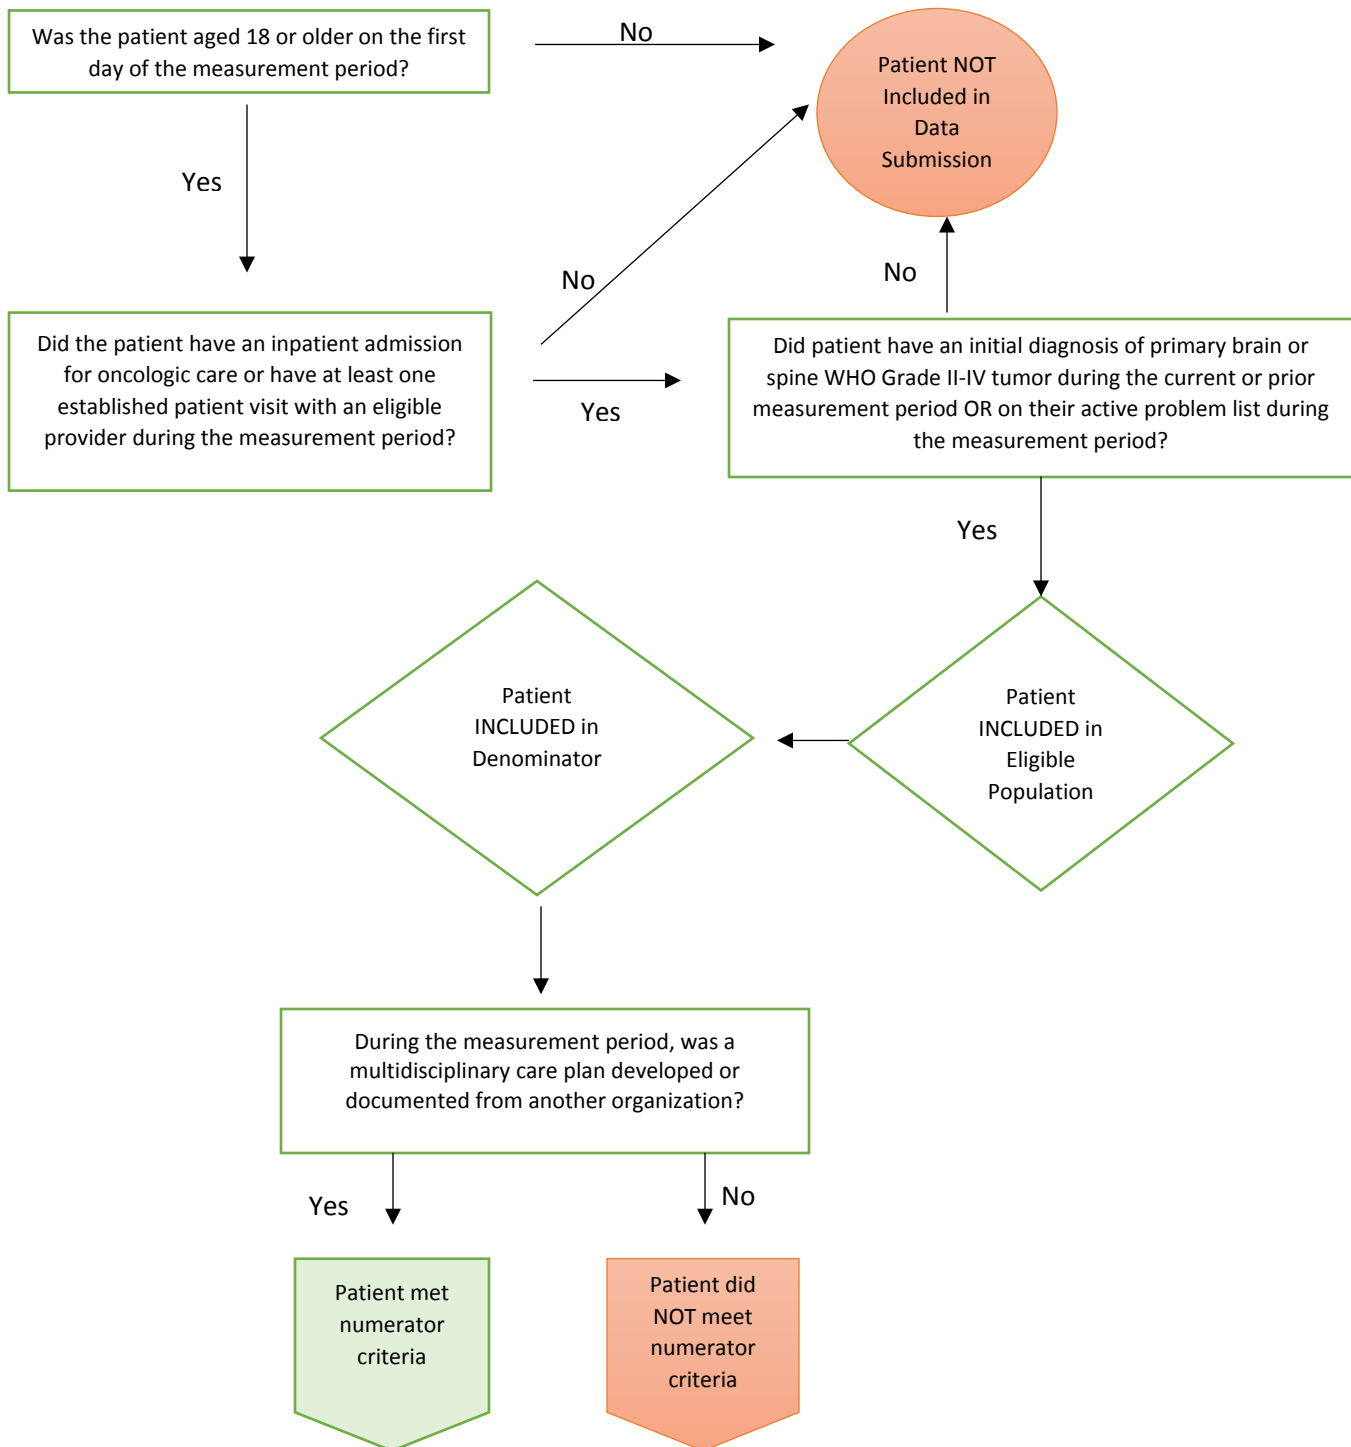 Was the patient aged 18 or older on the first
day of the measurement period?
No
Patient NOT
Included in
Data
Submission
Yes
No
No
Did the patient have an inpatient admission
for oncologic care or have at least one
established patient visit with an eligible
provider during the measurement period?
Yes
Did patient have an initial diagnosis of primary brain or
spine WHO Grade II-IV tumor during the current or prior
measurement period OR on their active problem list during
the measurement period?
Yes
Patient
INCLUDED in
Eligible
Population
Patient
INCLUDED in
Denominator
During the measurement period, was a
multidisciplinary care plan developed or
documented from another organization?
Yes
No
Patient met
numerator
criteria
Patient did
NOT meet
numerator
criteria